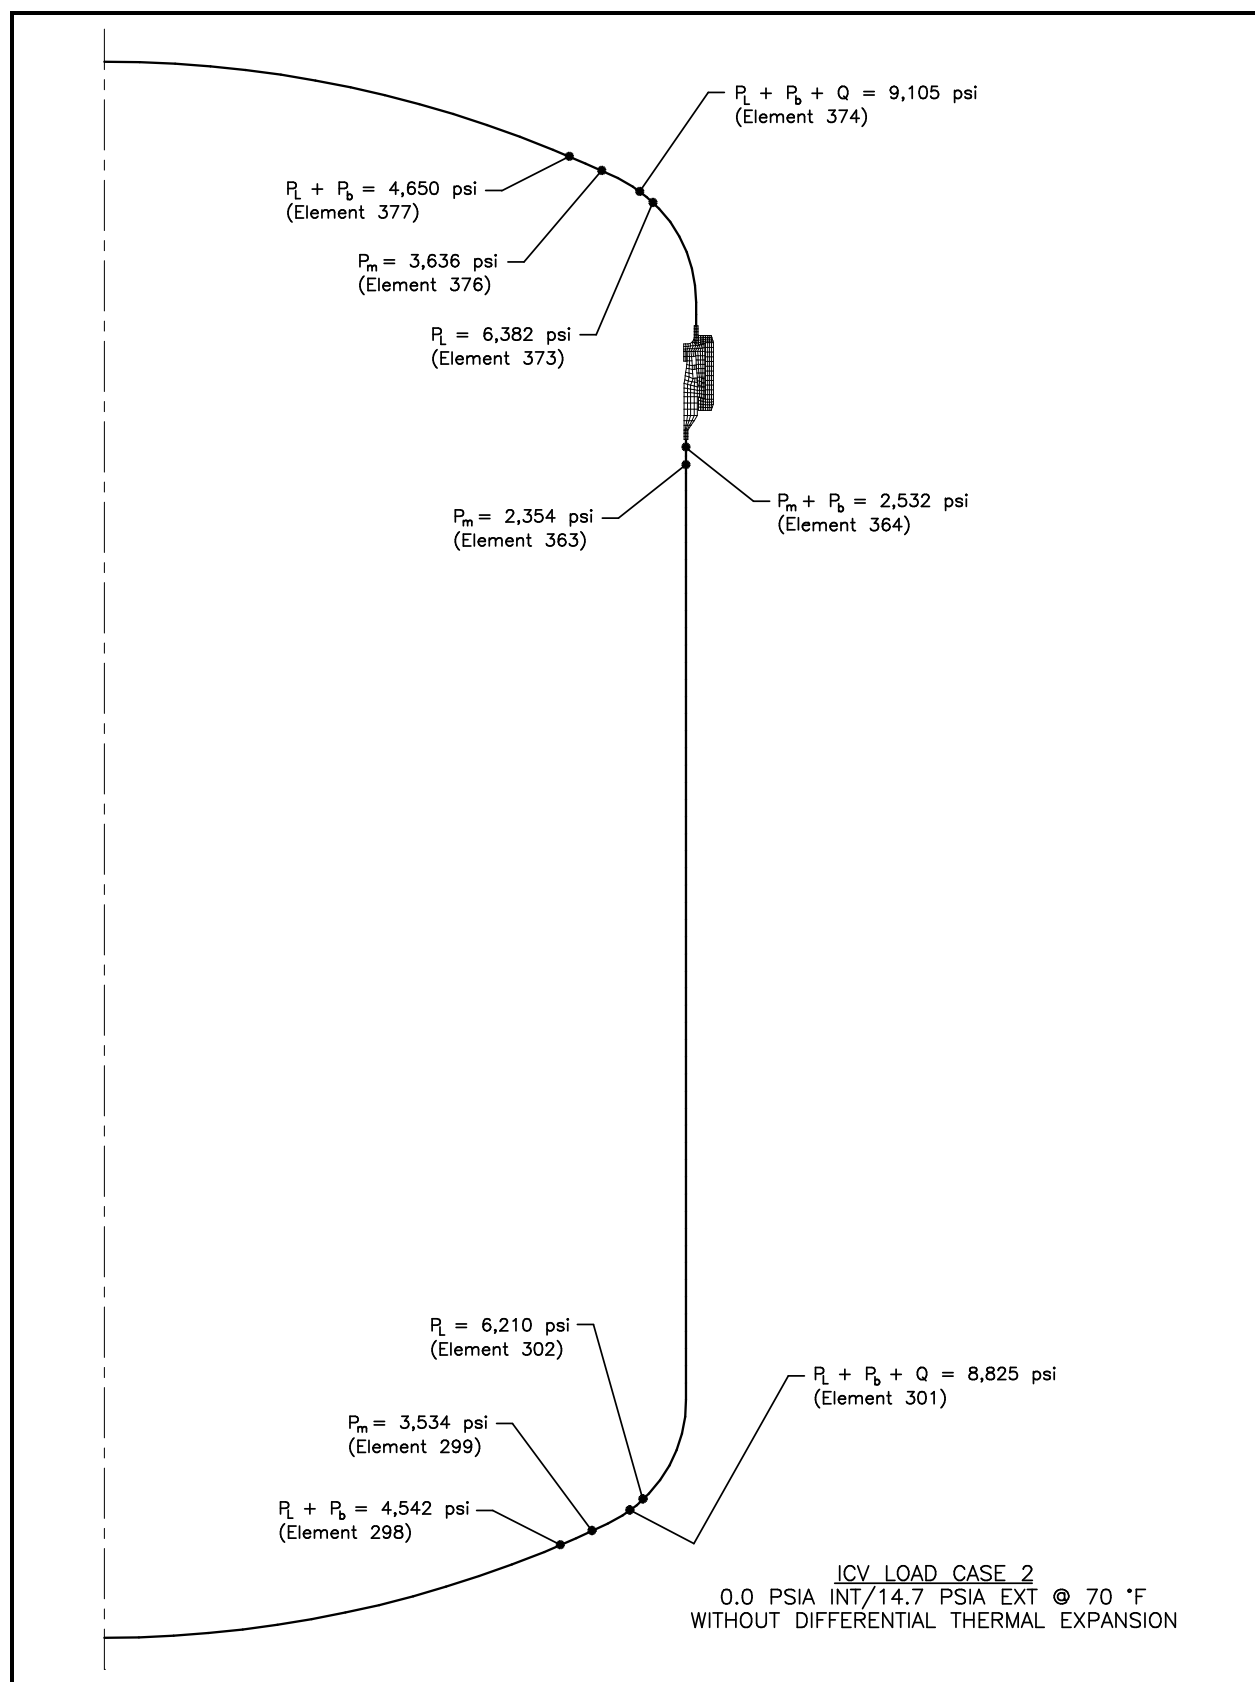 P_L + P_b + Q = 9,105 psi
(Element 374)
P_L + P_b = 4,650 psi
(Element 377)
P_m = 3,636 psi
(Element 376)
P_L = 6,382 psi
(Element 373)
P_m + P_b = 2,532 psi
(Element 364)
P_m = 2,354 psi
(Element 363)
P_L = 6,210 psi
(Element 302)
P_L + P_b + Q = 8,825 psi
(Element 301)
P_m = 3,534 psi
(Element 299)
P_L + P_b = 4,542 psi
(Element 298)
ICV LOAD CASE 2
0.0 PSIA INT/14.7 PSIA EXT @ 70 °F
WITHOUT DIFFERENTIAL THERMAL EXPANSION